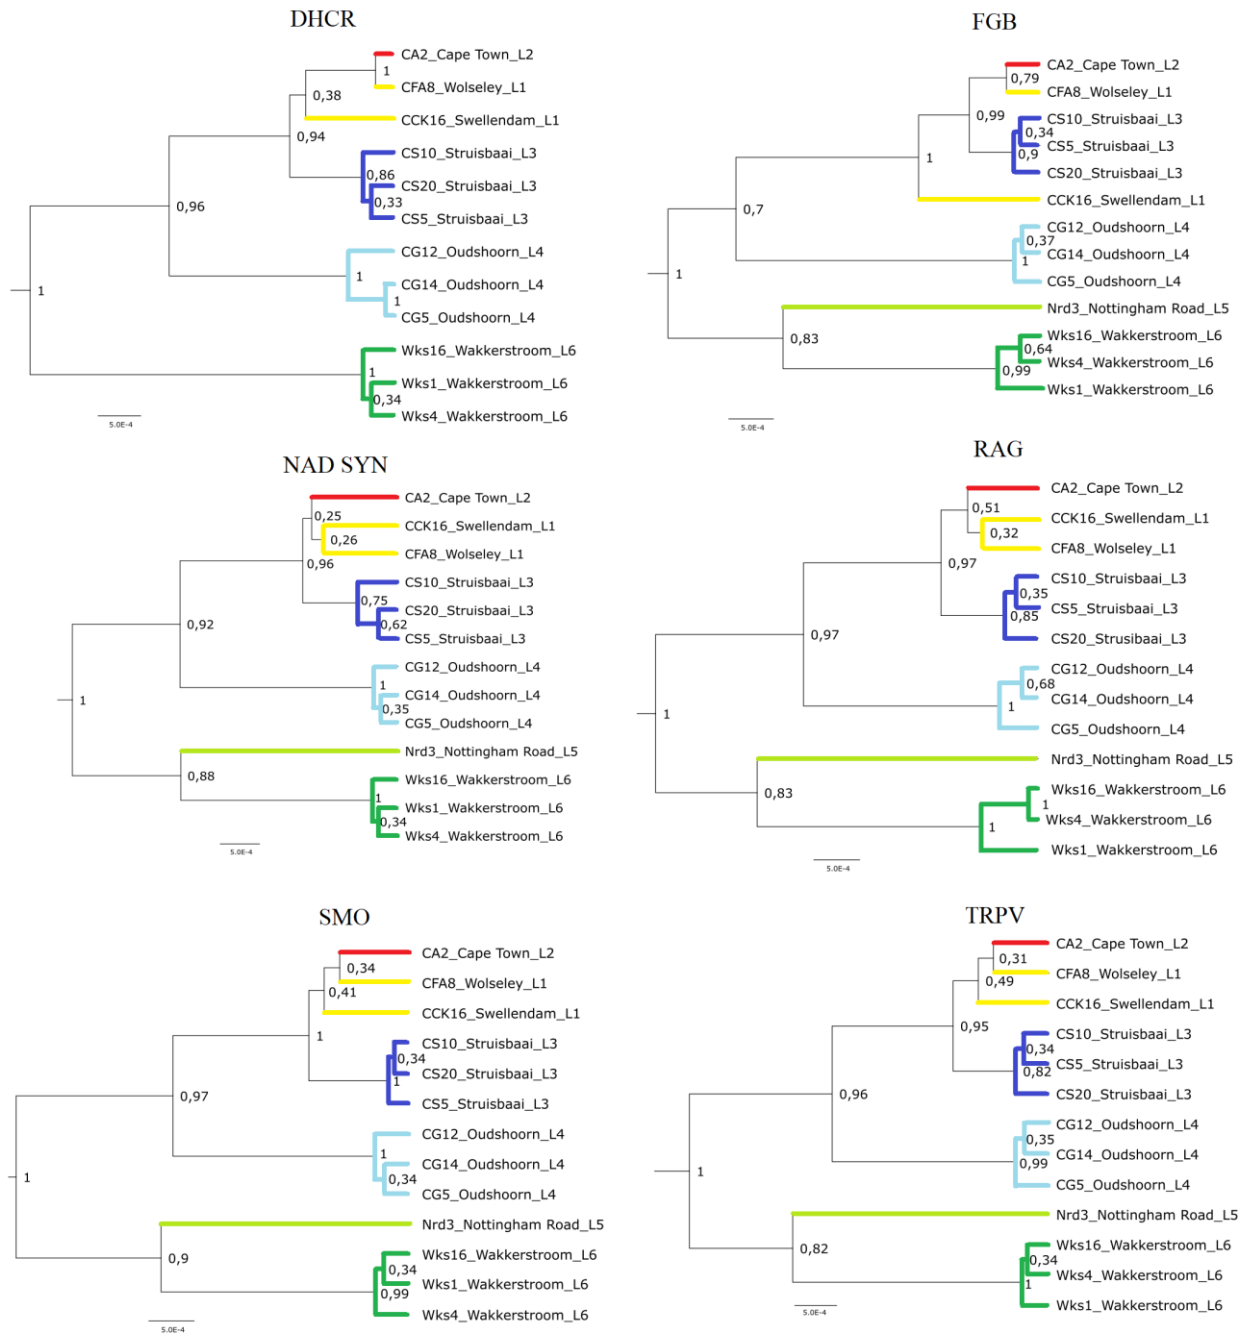 DHCR
CA2_Cape Town_L2
1
CFA8_Wolseley_L1
0,38
CCK16_Swellendam_L1
0,94
CS10_Struisbaai_L3
0,86
CS20_Struisbaai_L3
0,33
CS5_Struisbaai_L3
0,96
CG12_Oudshoorn_L4
1
CG14_Oudshoorn_L4
1
CG5_Oudshoorn_L4
1
Wks16_Wakkerstroom_L6
1
Wks1_Wakkerstroom_L6
0,34
Wks4_Wakkerstroom_L6
5.0E-4
FGB
CA2_Cape Town_L2
0,79
CFA8_Wolseley_L1
0,99
CS10_Struisbaai_L3
0,34
CS5_Struisbaai_L3
0,9
CS20_Struisbaai_L3
1
CCK16_Swellendam_L1
0,7
CG12_Oudshoorn_L4
0,37
CG14_Oudshoorn_L4
1
CG5_Oudshoorn_L4
1
Nrd3_Nottingham Road_L5
0,83
Wks16_Wakkerstroom_L6
0,64
Wks4_Wakkerstroom_L6
0,99
Wks1_Wakkerstroom_L6
5.0E-4
NAD SYN
CA2_Cape Town_L2
0,25
CCK16_Swellendam_L1
0,26
CFA8_Wolseley_L1
0,96
CS10_Struisbaai_L3
0,75
CS20_Struisbaai_L3
0,62
CS5_Struisbaai_L3
0,92
CG12_Oudshoorn_L4
1
CG14_Oudshoorn_L4
0,35
CG5_Oudshoorn_L4
1
Nrd3_Nottingham Road_L5
0,88
Wks16_Wakkerstroom_L6
1
Wks1_Wakkerstroom_L6
0,34
Wks4_Wakkerstroom_L6
5.0E-4
RAG
CA2_Cape Town_L2
0,51
CCK16_Swellendam_L1
0,32
CFA8_Wolseley_L1
0,97
CS10_Struisbaai_L3
0,35
CS5_Struisbaai_L3
0,85
CS20_Strusibaai_L3
0,97
CG12_Oudshoorn_L4
0,68
CG14_Oudshoorn_L4
1
CG5_Oudshoorn_L4
1
Nrd3_Nottingham Road_L5
0,83
Wks16_Wakkerstroom_L6
1
Wks4_Wakkerstroom_L6
1
Wks1_Wakkerstroom_L6
5.0E-4
SMO
CA2_Cape Town_L2
0,34
CFA8_Wolseley_L1
0,41
CCK16_Swellendam_L1
1
CS10_Struisbaai_L3
0,34
CS20_Struisbaai_L3
1
CS5_Struisbaai_L3
0,97
CG12_Oudshoorn_L4
1
CG14_Oudshoorn_L4
0,34
CG5_Oudshoorn_L4
1
Nrd3_Nottingham Road_L5
0,9
Wks16_Wakkerstroom_L6
0,34
Wks1_Wakkerstroom_L6
0,99
Wks4_Wakkerstroom_L6
5.0E-4
TRPV
CA2_Cape Town_L2
0,31
CFA8_Wolseley_L1
0,49
CCK16_Swellendam_L1
0,95
CS10_Struisbaai_L3
0,34
CS5_Struisbaai_L3
0,82
CS20_Struisbaai_L3
0,96
CG12_Oudshoorn_L4
0,35
CG14_Oudshoorn_L4
0,99
CG5_Oudshoorn_L4
1
Nrd3_Nottingham Road_L5
0,82
Wks16_Wakkerstroom_L6
0,34
Wks4_Wakkerstroom_L6
1
Wks1_Wakkerstroom_L6
5.0E-4